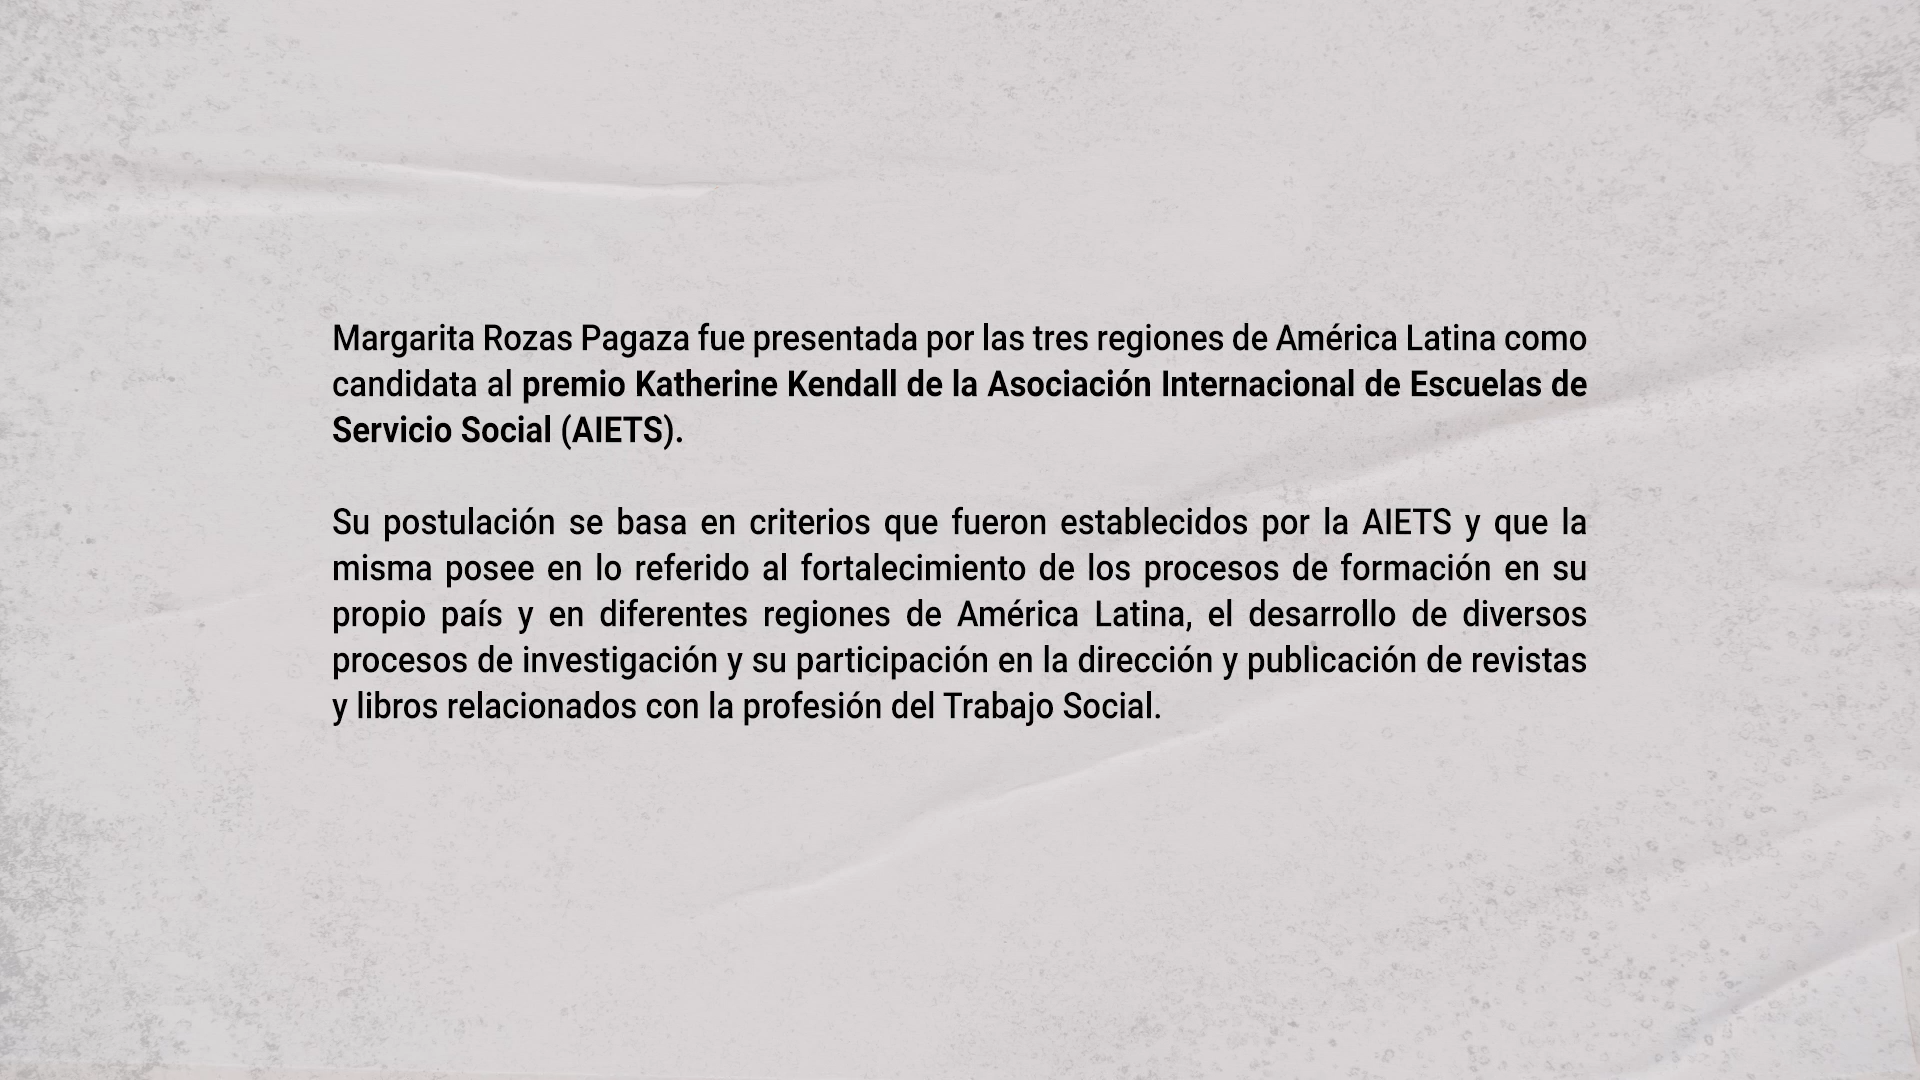 Margarita Rozas Pagaza fue presentada por las tres regiones de América Latina como
candidata al premio Katherine Kendall de la Asociación Internacional de Escuelas de
Servicio Social (AIETS).
Su postulación se basa en criterios que fueron establecidos por la AIETS y que la
misma posee en lo referido al fortalecimiento de los procesos de formación en su
propio país y en diferentes regiones de América Latina, el desarrollo de diversos
procesos de investigación y su participación en la dirección y publicación de revistas
y libros relacionados con la profesión del Trabajo Social.